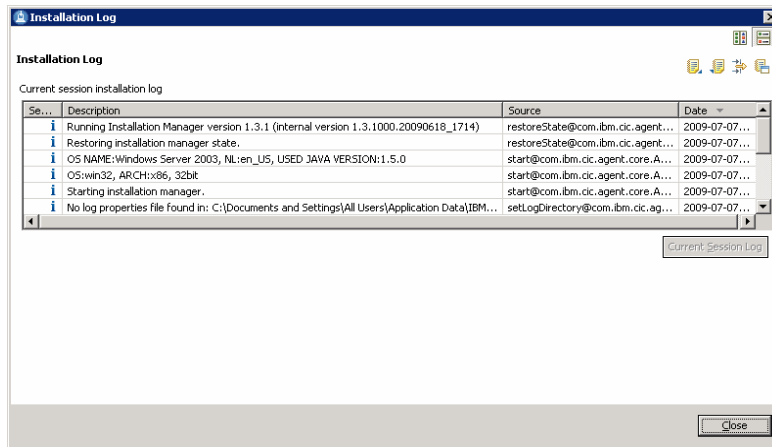 Installation Log
Installation Log
Current session installation log
Se... Description Source Date
i Running Installation Manager version 1.3.1 (internal version 1.3.1000.20090618_1714) restoreState@com.ibm.cic.agent... 2009-07-07...
i Restoring installation manager state. restoreState@com.ibm.cic.agent... 2009-07-07...
i OS NAME:Windows Server 2003, NL:en_US, USED JAVA VERSION:1.5.0 start@com.ibm.cic.agent.core.A... 2009-07-07...
i OS:win32, ARCH:x86, 32bit start@com.ibm.cic.agent.core.A... 2009-07-07...
i Starting installation manager. start@com.ibm.cic.agent.core.A... 2009-07-07...
i No log properties file found in: C:\Documents and Settings\All Users\Application Data\IBM... setLogDirectory@com.ibm.cic.ag... 2009-07-07...
Current Session Log
Close